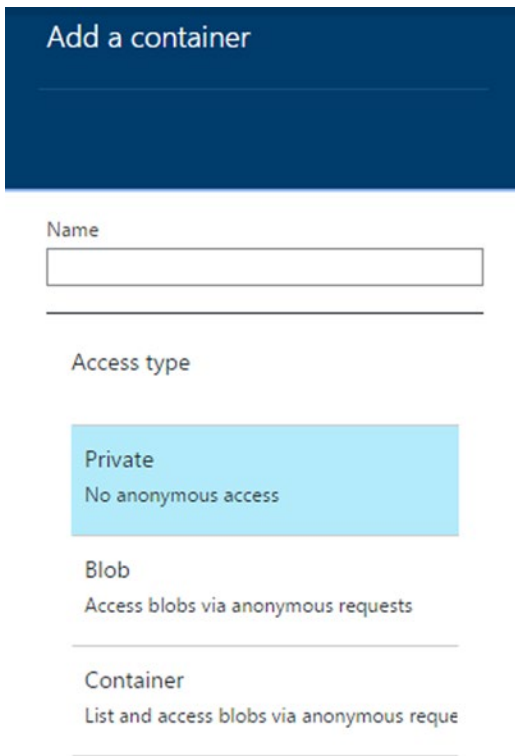 Add a container
Name
Access type
Private
No anonymous access
Blob
Access blobs via anonymous requests
Container
List and access blobs via anonymous reque